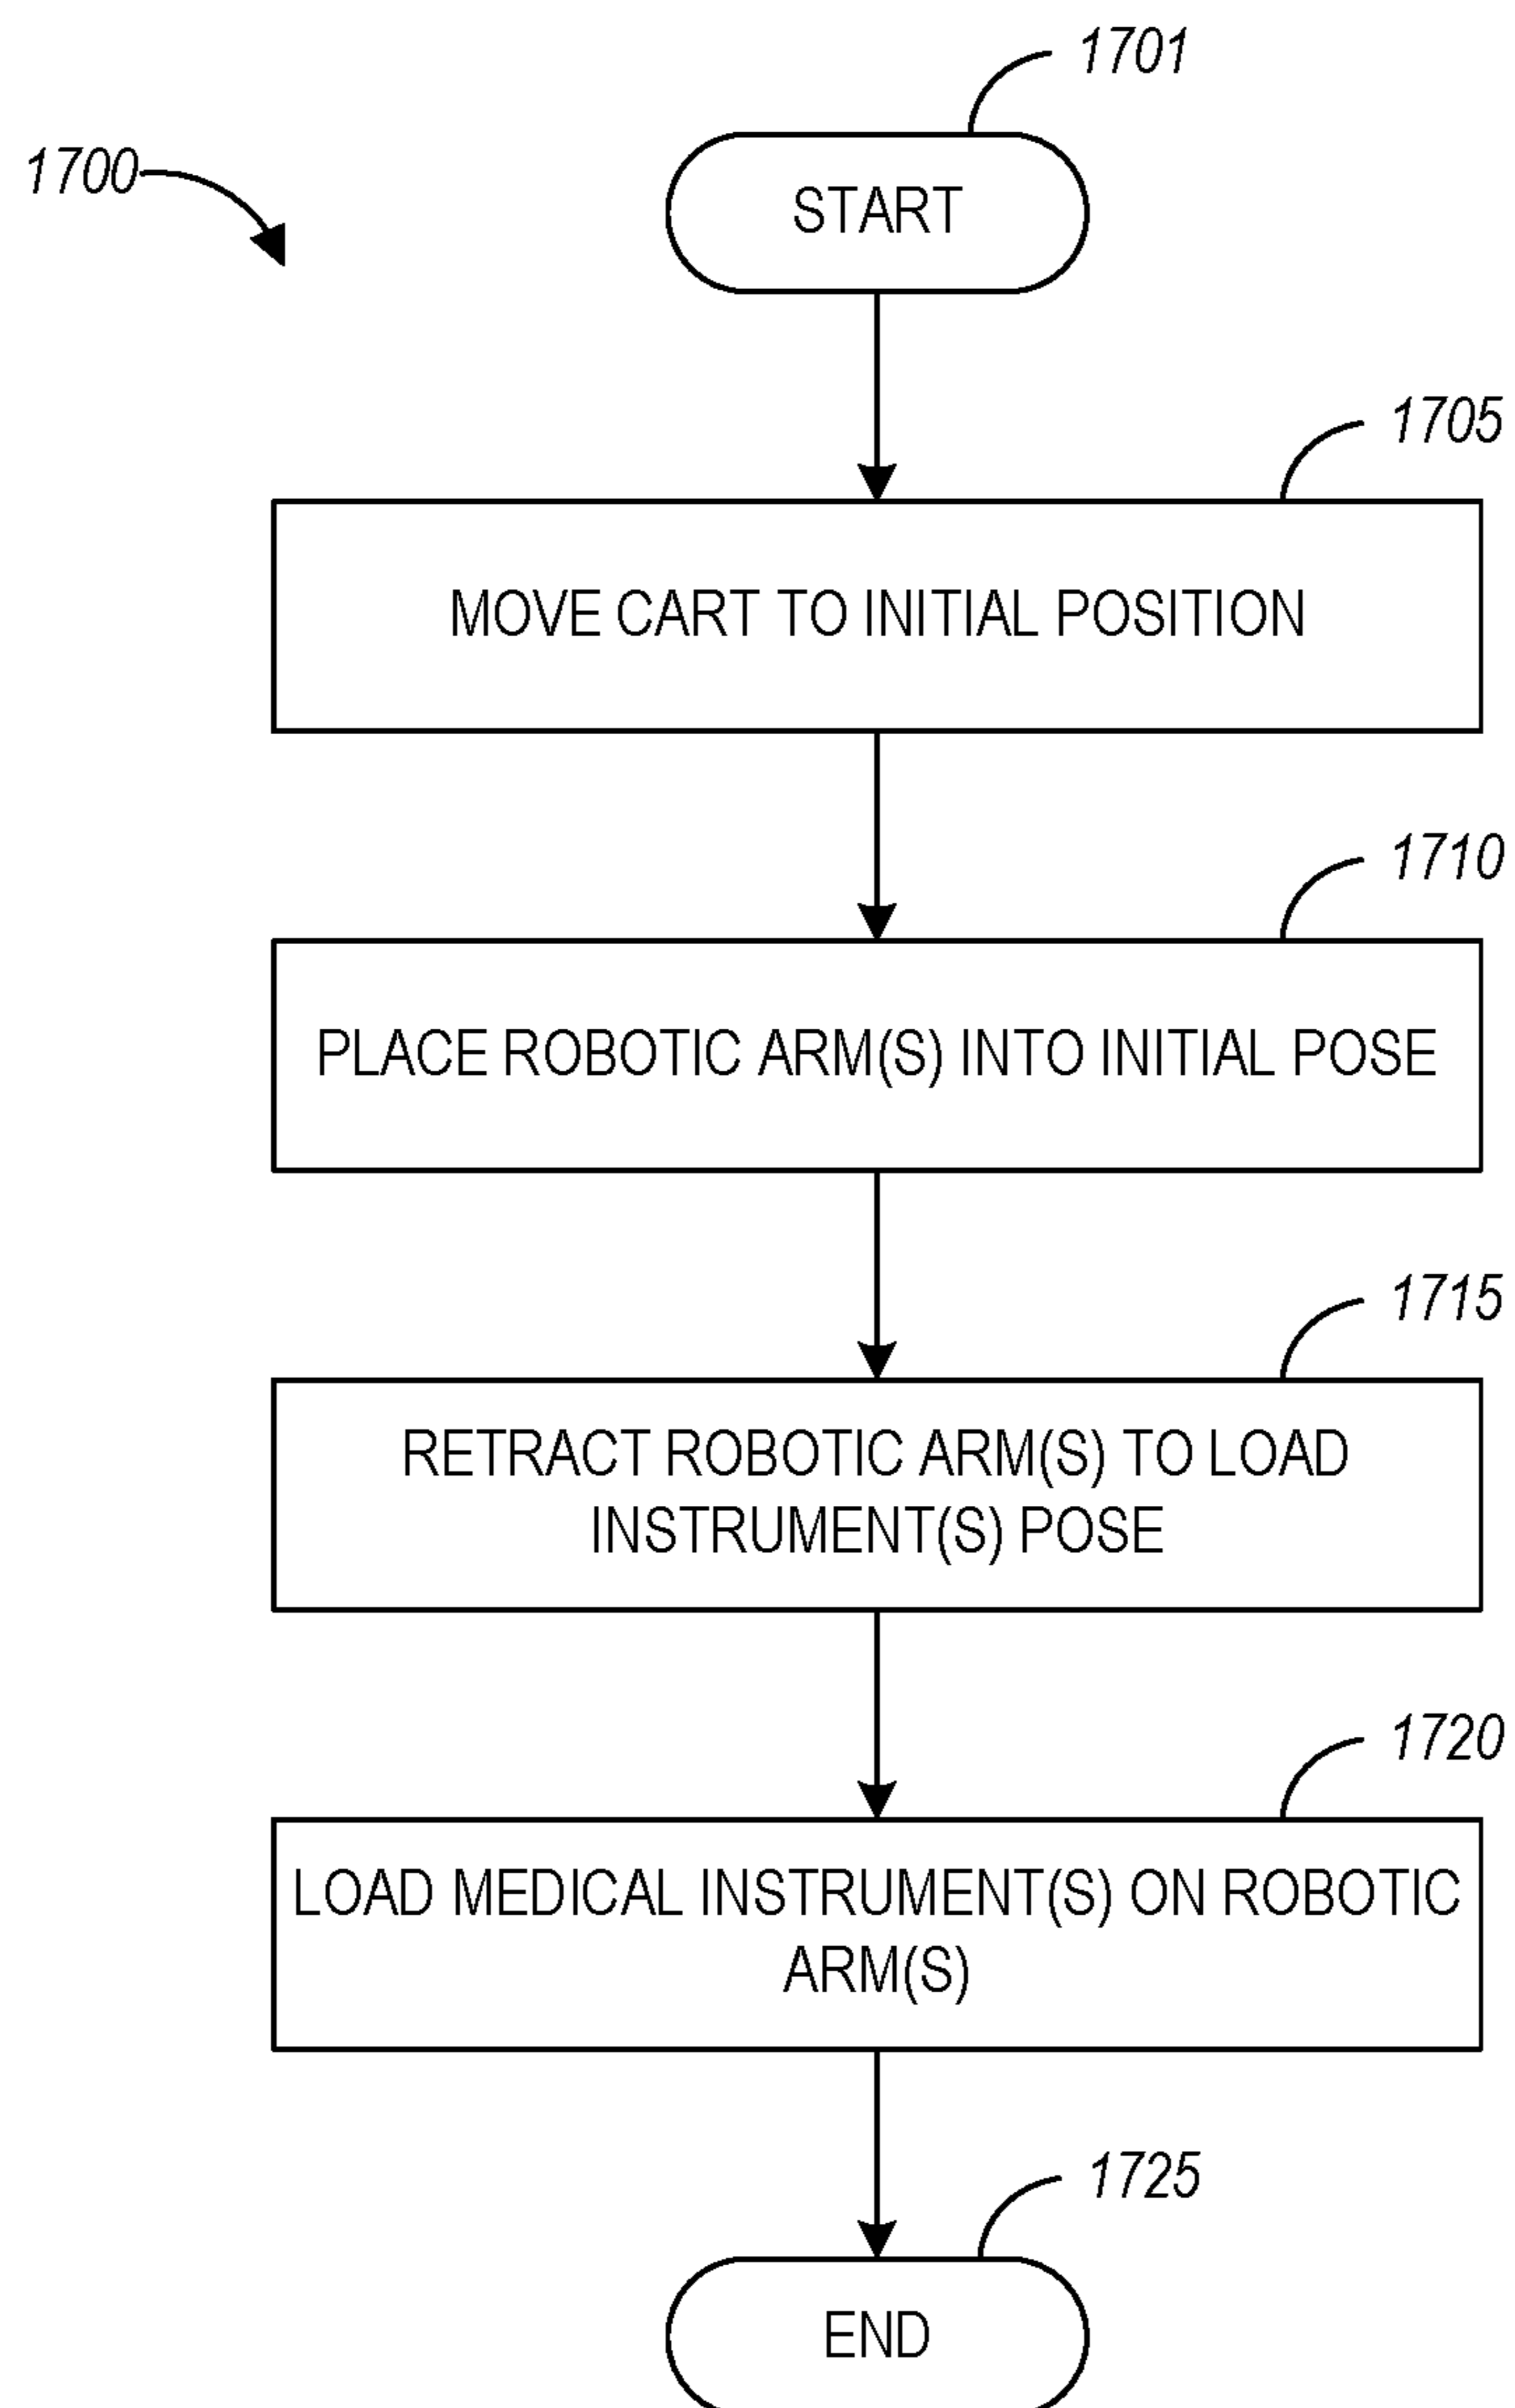 1701
1700
START
1705
MOVE CART TO INITIAL POSITION
1710
PLACE ROBOTIC ARM(S) INTO INITIAL POSE
1715
RETRACT ROBOTIC ARM(S) TO LOAD
INSTRUMENT(S) POSE
1720
LOAD MEDICAL INSTRUMENT(S) ON ROBOTIC
ARM(S)
1725
END